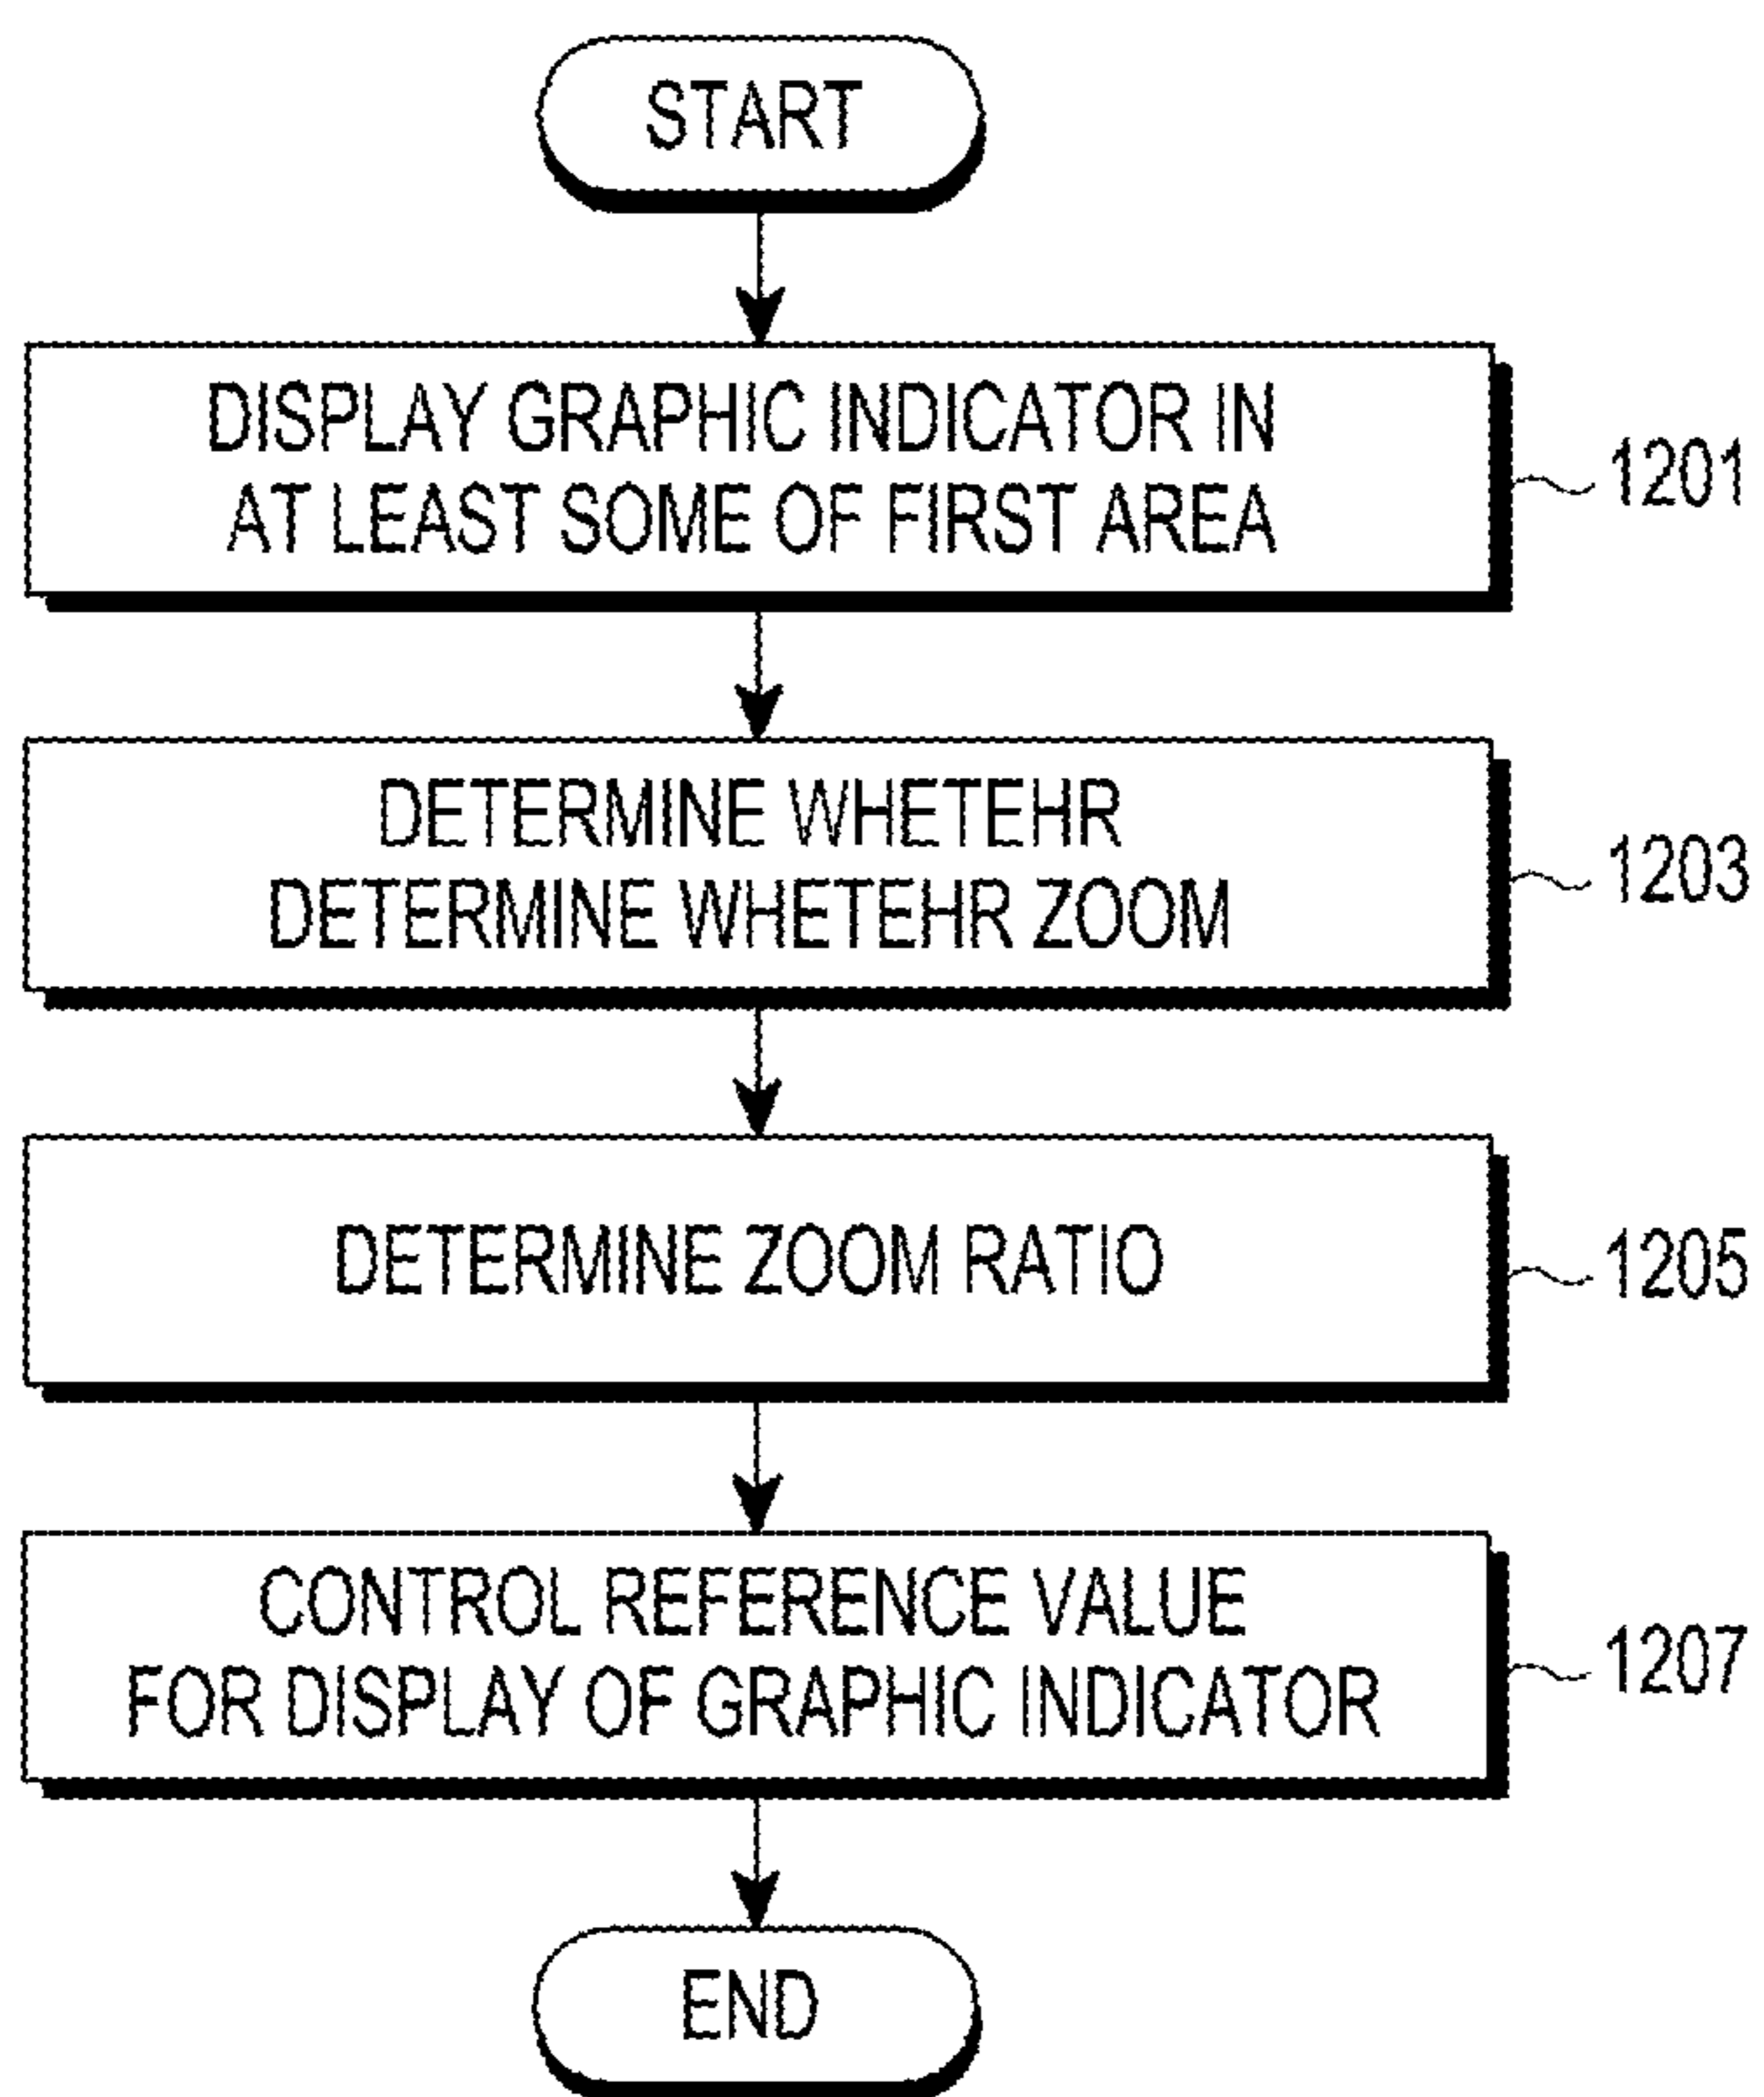 START
DISPLAY GRAPHIC INDICATOR IN
AT LEAST SOME OF FIRST AREA
1201
DETERMINE WHETEHR
DETERMINE WHETEHR ZOOM
1203
DETERMINE ZOOM RATIO
1205
CONTROL REFERENCE VALUE
FOR DISPLAY OF GRAPHIC INDICATOR
1207
END